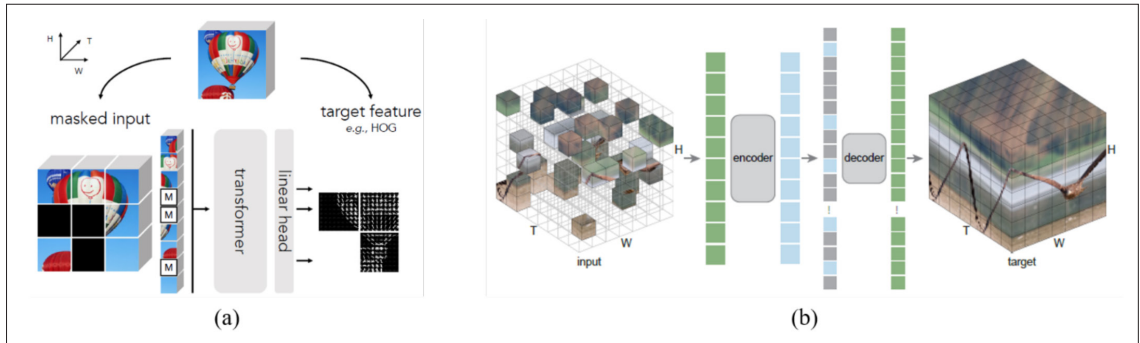 H
T
W
masked input
target feature
e.g., HOG
M
M
M
transformer
linear head
(a)
H
T
W
input
encoder
decoder
H
T
W
target
(b)